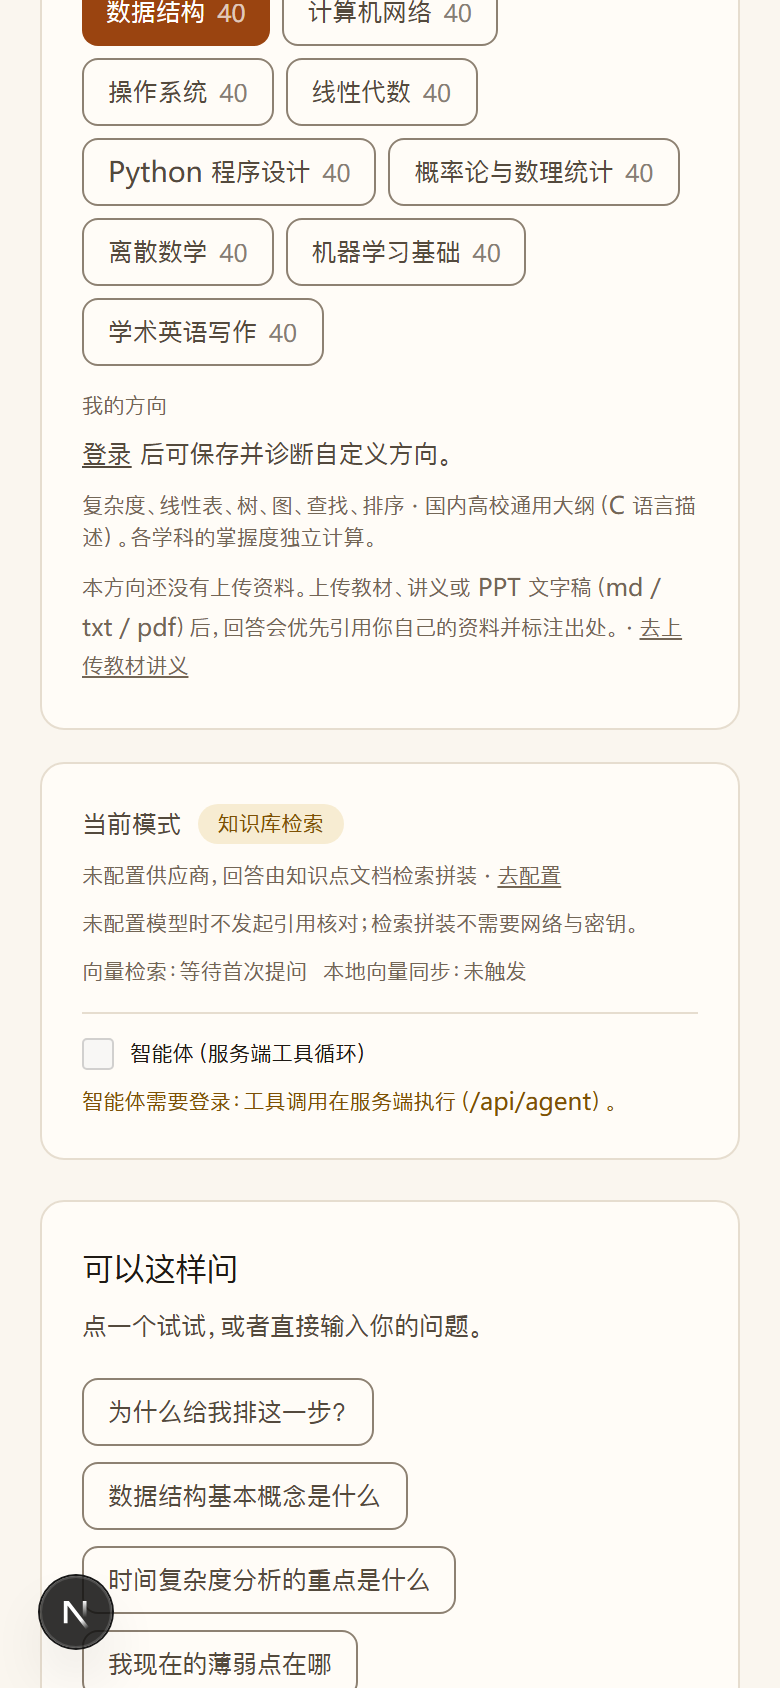 数据结构 40 计算机网络 40
操作系统 40 线性代数 40
Python 程序设计 40 概率论与数理统计 40
离散数学 40 机器学习基础 40
学术英语写作 40
我的方向
登录 后可保存并诊断自定义方向。
复杂度、线性表、树、图、查找、排序 · 国内高校通用大纲 (C 语言描
述) 。各学科的掌握度独立计算。
本方向还没有上传资料。上传教材、讲义或 PPT 文字稿 (md /
txt / pdf) 后,回答会优先引用你自己的资料并标注出处。 · 去上
传教材讲义
当前模式 知识库检索
未配置供应商,回答由知识点文档检索拼装 · 去配置
未配置模型时不发起引用核对;检索拼装不需要网络与密钥。
向量检索:等待首次提问 本地向量同步:未触发
智能体 (服务端工具循环)
智能体需要登录:工具调用在服务端执行 (/api/agent) 。
可以这样问
点一个试试,或者直接输入你的问题。
为什么给我排这一步?
数据结构基本概念是什么
时间复杂度分析的重点是什么
N
我现在的薄弱点在哪